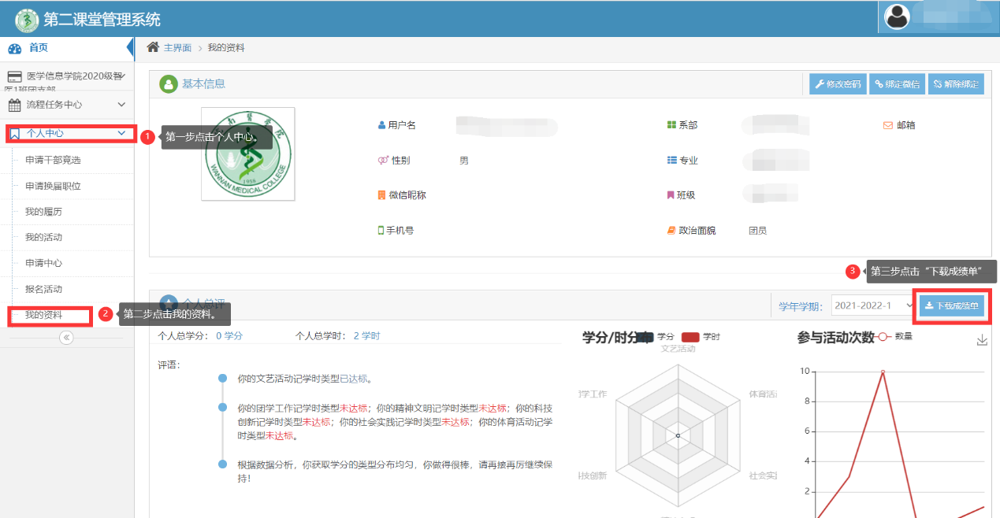 第二课堂管理系统
首页
主界面 > 我的资料
医学信息学院2020级智
医1班团支部
流程任务中心
个人中心
1
第一步点击个人中心。
申请干部竞选
申请换届职位
我的履历
我的活动
申请中心
报名活动
我的资料
2
第二步点击我的资料。
基本信息
修改密码
绑定微信
解除绑定
WANNAN MEDICAL COLLEGE
1958
用户名
系部
邮箱
性别
男
专业
微信昵称
班级
手机号
政治面貌
团员
3
第三步点击“下载成绩单”
个人总评
学年学期:
2021-2022-1
下载成绩单
个人总学分: 0 学分
个人总学时: 2 学时
评语:
你的文艺活动记学时类型已达标。
你的团学工作记学时类型未达标; 你的精神文明记学时类型未达标; 你的科技
创新记学时类型未达标; 你的社会实践记学时类型未达标; 你的体育活动记学
时类型未达标。
根据数据分析, 你获取学分的类型分布均匀, 你做得很棒, 请再接再厉继续保
持!
学分/时分布
学分
学时
文艺活动
学工作
体育活
技创新
社会实
参与活动次数
数量
10
8
6
4
2